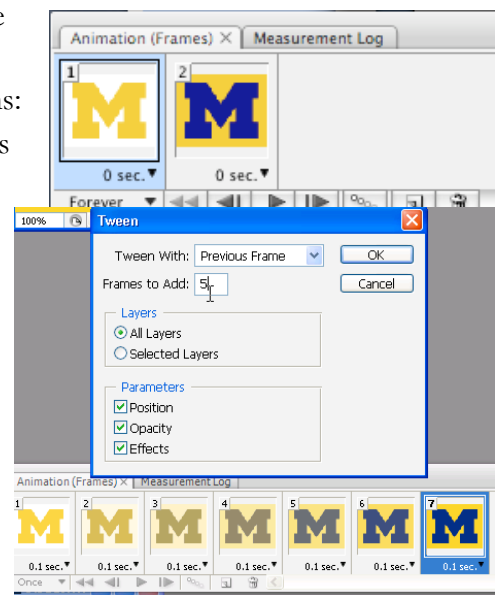 e
Animation (Frames) × Measurement Log
1 2
M M
ns:
s
0 sec. 0 sec.
Forever
100%
Tween
Tween With: Previous Frame OK
Frames to Add: 5 Cancel
Layers
All Layers
Selected Layers
Parameters
Position
Opacity
Effects
Animation (Frames) × Measurement Log
1 2 3 4 5 6 7
M M M M M M M
0.1 sec. 0.1 sec. 0.1 sec. 0.1 sec. 0.1 sec. 0.1 sec. 0.1 sec.
Once